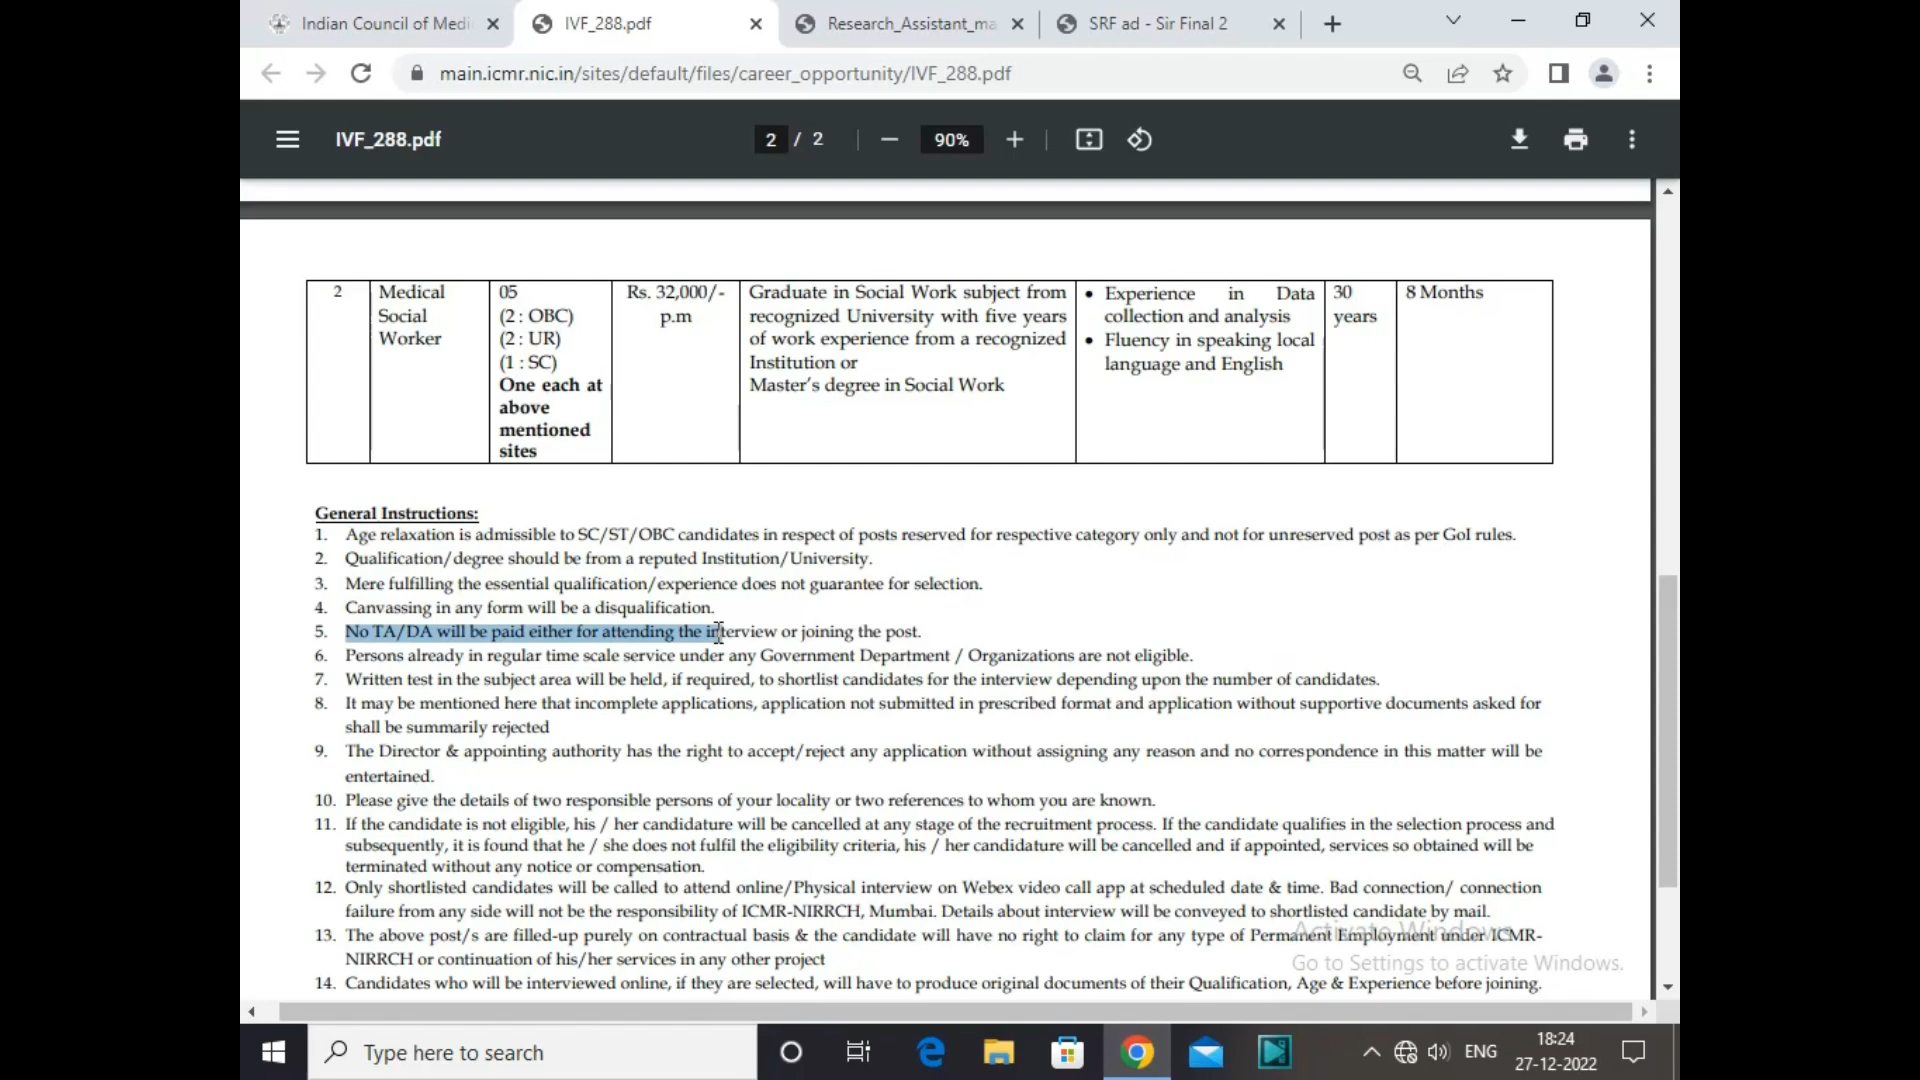 Indian Council of Medi
IVF_288.pdf
Research_Assistant_ma
SRF ad - Sir Final 2
main.icmr.nic.in/sites/default/files/career_opportunity/IVF_288.pdf
IVF_288.pdf
2 / 2
90%
2
Medical
Social
Worker
05
(2 : OBC)
(2 : UR)
(1 : SC)
One each at
above
mentioned
sites
Rs. 32,000/-
p.m
Graduate in Social Work subject from
recognized University with five years
of work experience from a recognized
Institution or
Master's degree in Social Work
• Experience in Data
collection and analysis
• Fluency in speaking local
language and English
30
years
8 Months
General Instructions:
1. Age relaxation is admissible to SC/ST/OBC candidates in respect of posts reserved for respective category only and not for unreserved post as per GoI rules.
2. Qualification/degree should be from a reputed Institution/University.
3. Mere fulfilling the essential qualification/experience does not guarantee for selection.
4. Canvassing in any form will be a disqualification.
5. No TA/DA will be paid either for attending the interview or joining the post.
6. Persons already in regular time scale service under any Government Department / Organizations are not eligible.
7. Written test in the subject area will be held, if required, to shortlist candidates for the interview depending upon the number of candidates.
8. It may be mentioned here that incomplete applications, application not submitted in prescribed format and application without supportive documents asked for
shall be summarily rejected
9. The Director & appointing authority has the right to accept/reject any application without assigning any reason and no correspondence in this matter will be
entertained.
10. Please give the details of two responsible persons of your locality or two references to whom you are known.
11. If the candidate is not eligible, his / her candidature will be cancelled at any stage of the recruitment process. If the candidate qualifies in the selection process and
subsequently, it is found that he / she does not fulfil the eligibility criteria, his / her candidature will be cancelled and if appointed, services so obtained will be
terminated without any notice or compensation.
12. Only shortlisted candidates will be called to attend online/Physical interview on Webex video call app at scheduled date & time. Bad connection/ connection
failure from any side will not be the responsibility of ICMR-NIRRCH, Mumbai. Details about interview will be conveyed to shortlisted candidate by mail.
13. The above post/s are filled-up purely on contractual basis & the candidate will have no right to claim for any type of Permanent Employment under ICMR-
NIRRCH or continuation of his/her services in any other project
14. Candidates who will be interviewed online, if they are selected, will have to produce original documents of their Qualification, Age & Experience before joining.
Activate Windows
Go to Settings to activate Windows.
Type here to search
ENG
18:24
27-12-2022